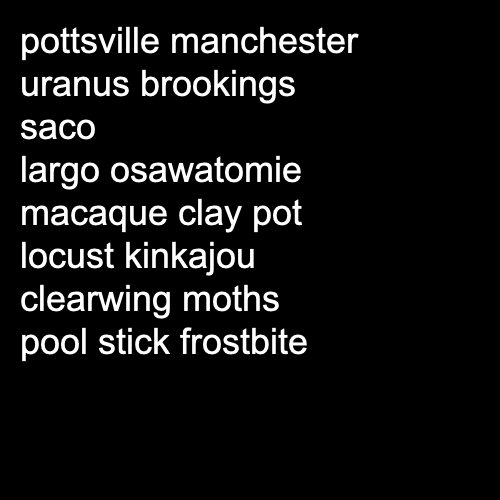 pottsville manchester
uranus brookings
saco
largo osawatomie
macaque clay pot
locust kinkajou
clearwing moths
pool stick frostbite